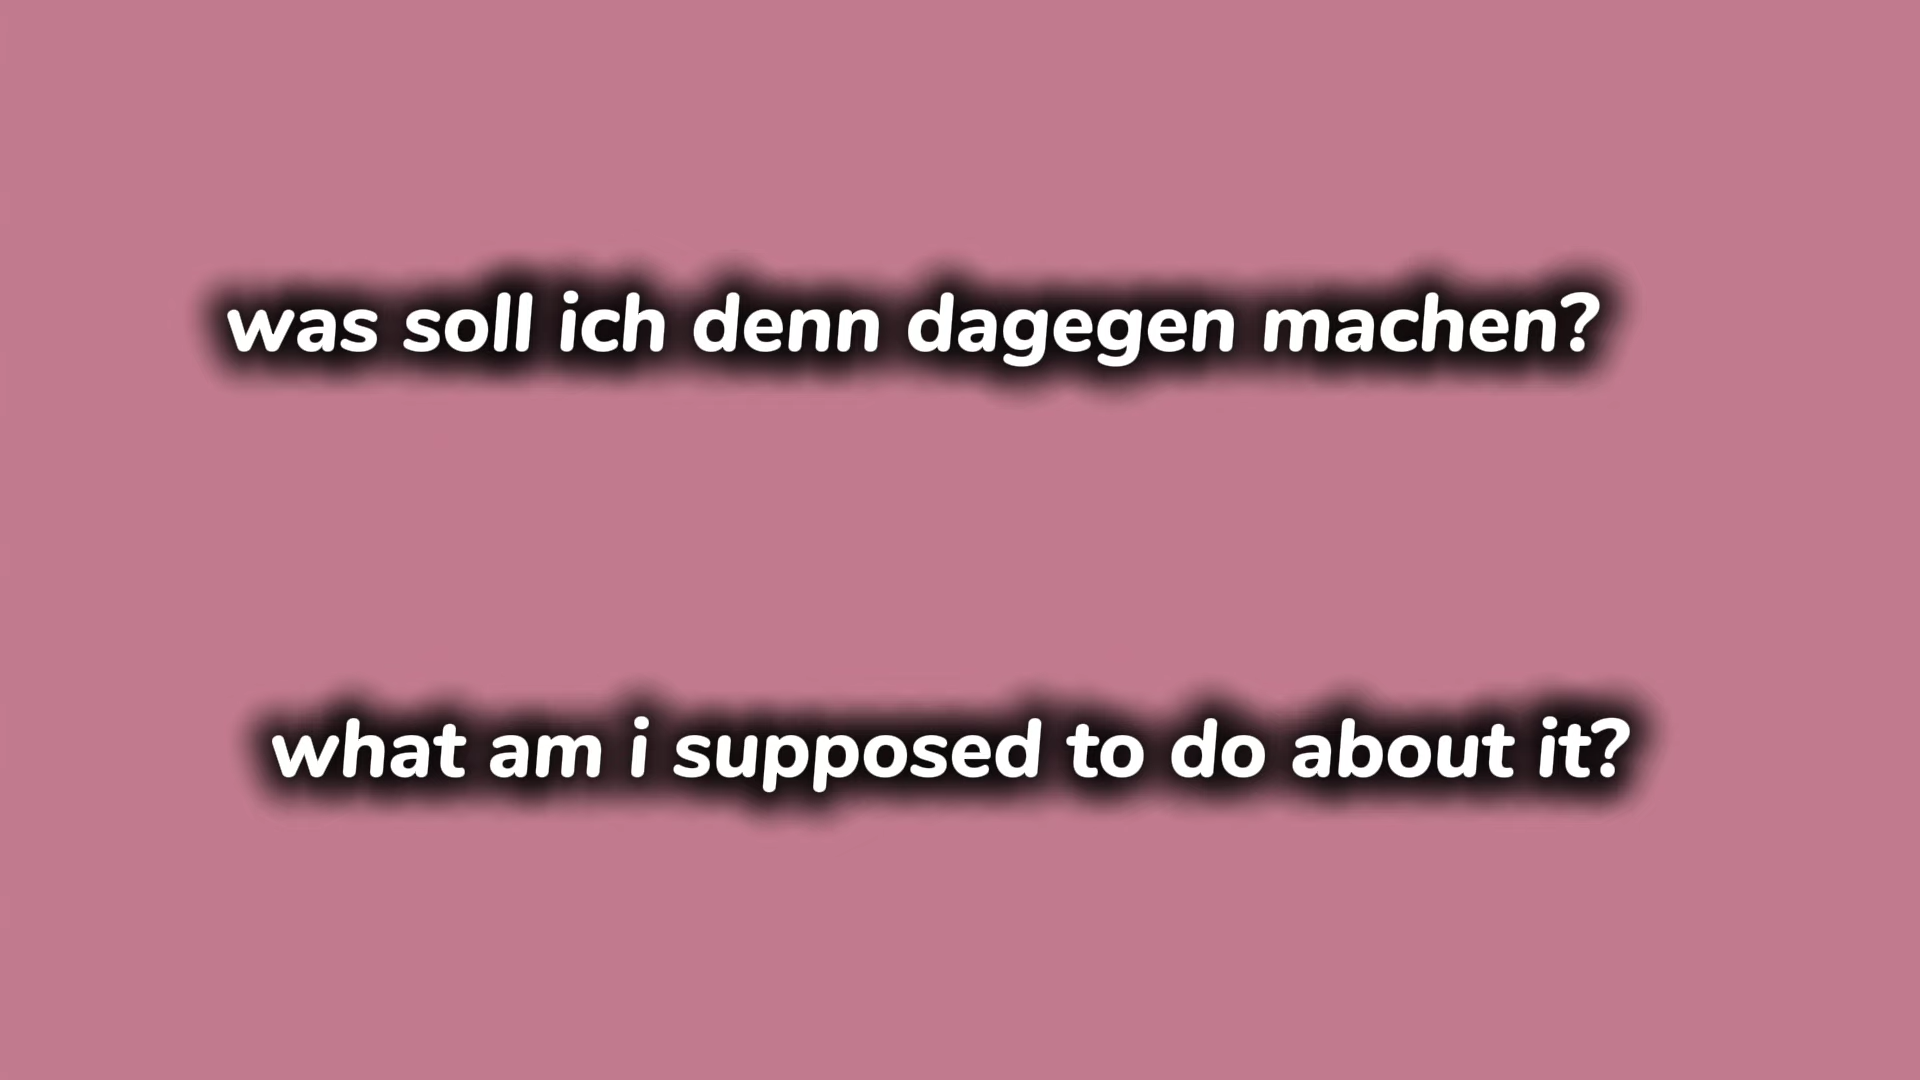 was soll ich denn dagegen machen?
what am i supposed to do about it?